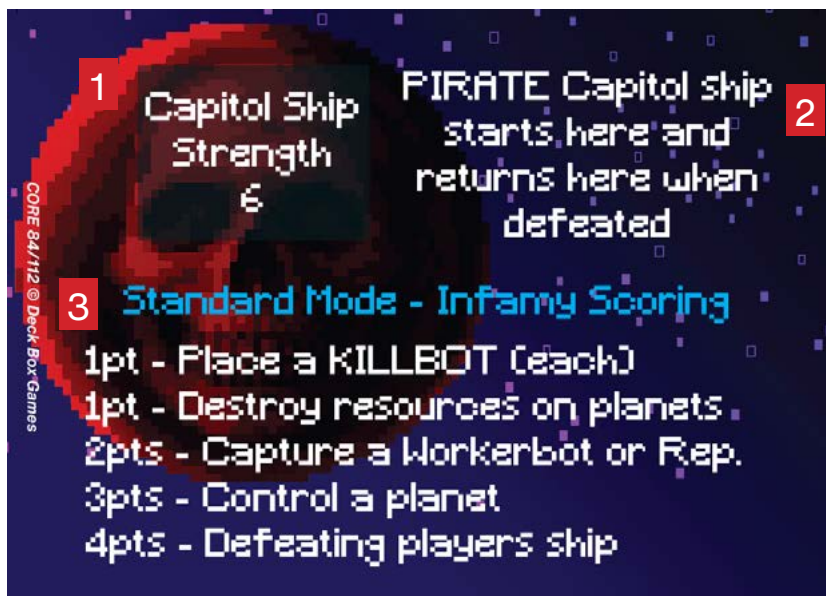 1
Capitol Ship
Strength
6
PIRATE Capitol ship
starts here and
returns here when
defeated
2
CORE 84/112 © Deck Box Games
3
Standard Mode - Infamy Scoring
1pt - Place a KILLBOT (each)
1pt - Destroy resources on planets
2pts - Capture a Workerbot or Rep.
3pts - Control a planet
4pts - Defeating players ship